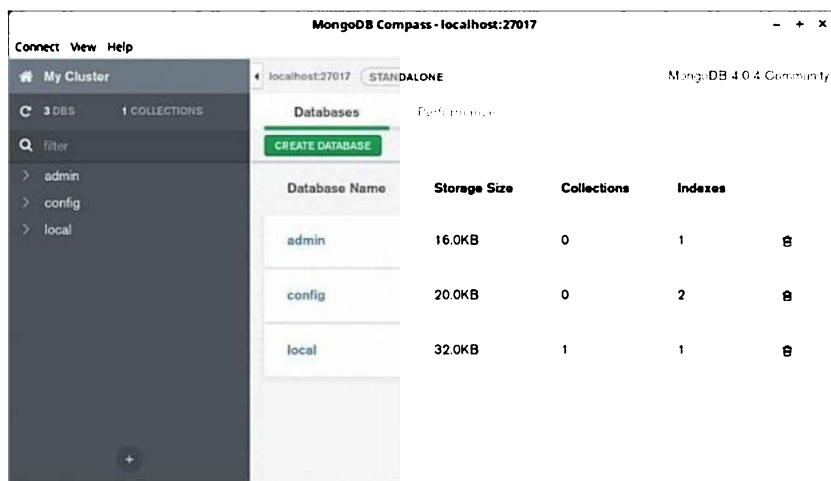 MongoDB Compass - localhost:27017
Connect View Help
My Cluster
localhost:27017 STANDALONE MongoDB 4.0.4 Community
3 DBS 1 COLLECTIONS
Databases Performance
filter
CREATE DATABASE
admin
config
local
Database Name Storage Size Collections Indexes
admin 16.0KB 0 1
config 20.0KB 0 2
local 32.0KB 1 1